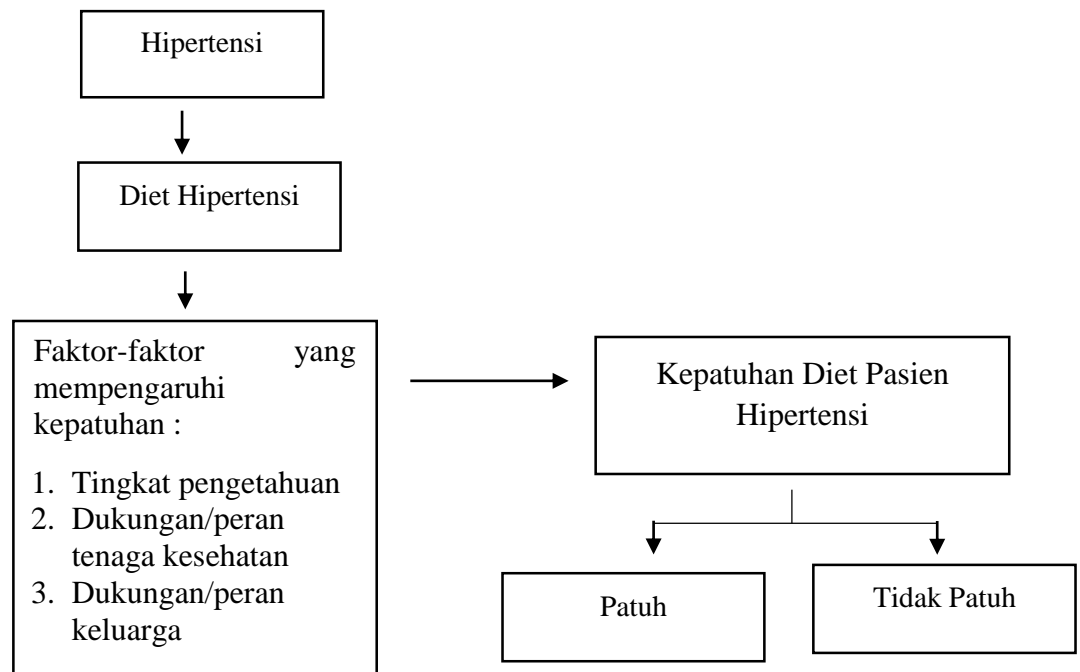 Hipertensi
Diet Hipertensi
Faktor-faktor yang
mempengaruhi
kepatuhan :
1. Tingkat pengetahuan
2. Dukungan/peran
tenaga kesehatan
3. Dukungan/peran
keluarga
Kepatuhan Diet Pasien
Hipertensi
Patuh
Tidak Patuh